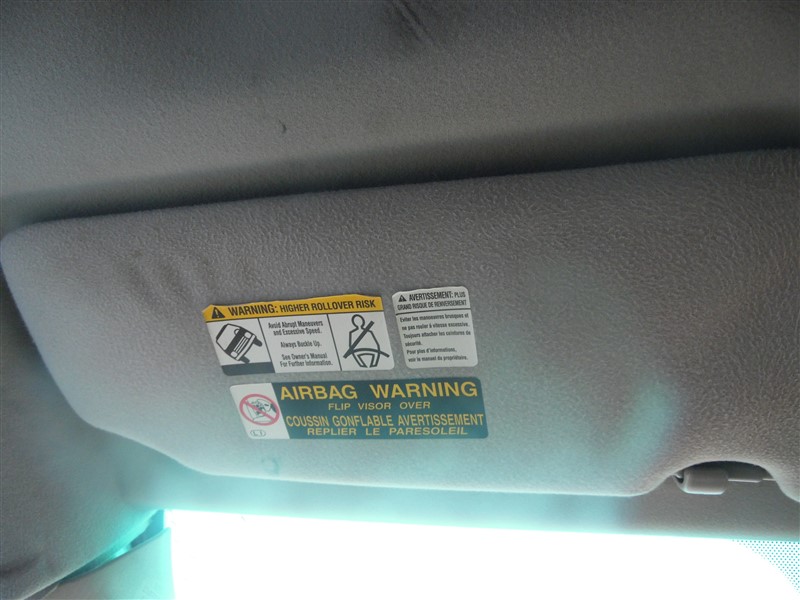 WARNING: HIGHER ROLLOVER RISK
Avoid Abrupt Maneuvers
and Excessive Speed.
Always Buckle Up.
See Owner's Manual
For Further Information.
AVERTISSEMENT: PLUS
GRAND RISQUE DE RENVERSEMENT
Eviter les manoeuvres brusques et
ne pas rouler à vitesse excessive.
Toujours attacher les ceintures de
sécurité.
Pour plus d'informations,
voir le manuel du propriétaire.
AIRBAG WARNING
FLIP VISOR OVER
COUSSIN GONFLABLE AVERTISSEMENT
REPLIER LE PARESOLEIL